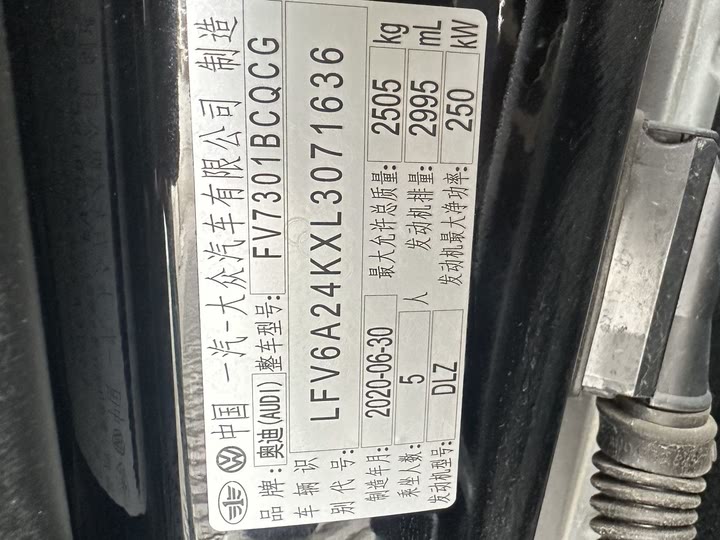 中国 一汽-大众汽车有限公司 制造
品牌: 奥迪(AUDI) 整车型号: FV7301BCQCG
车辆识别代号: LFV6A24KXL3071636
制造年月: 2020-06-30 最大允许总质量: 2505 kg
乘坐人数: 5 人 发动机排量: 2995 mL
发动机型号: DLZ 发动机最大净功率: 250 kW